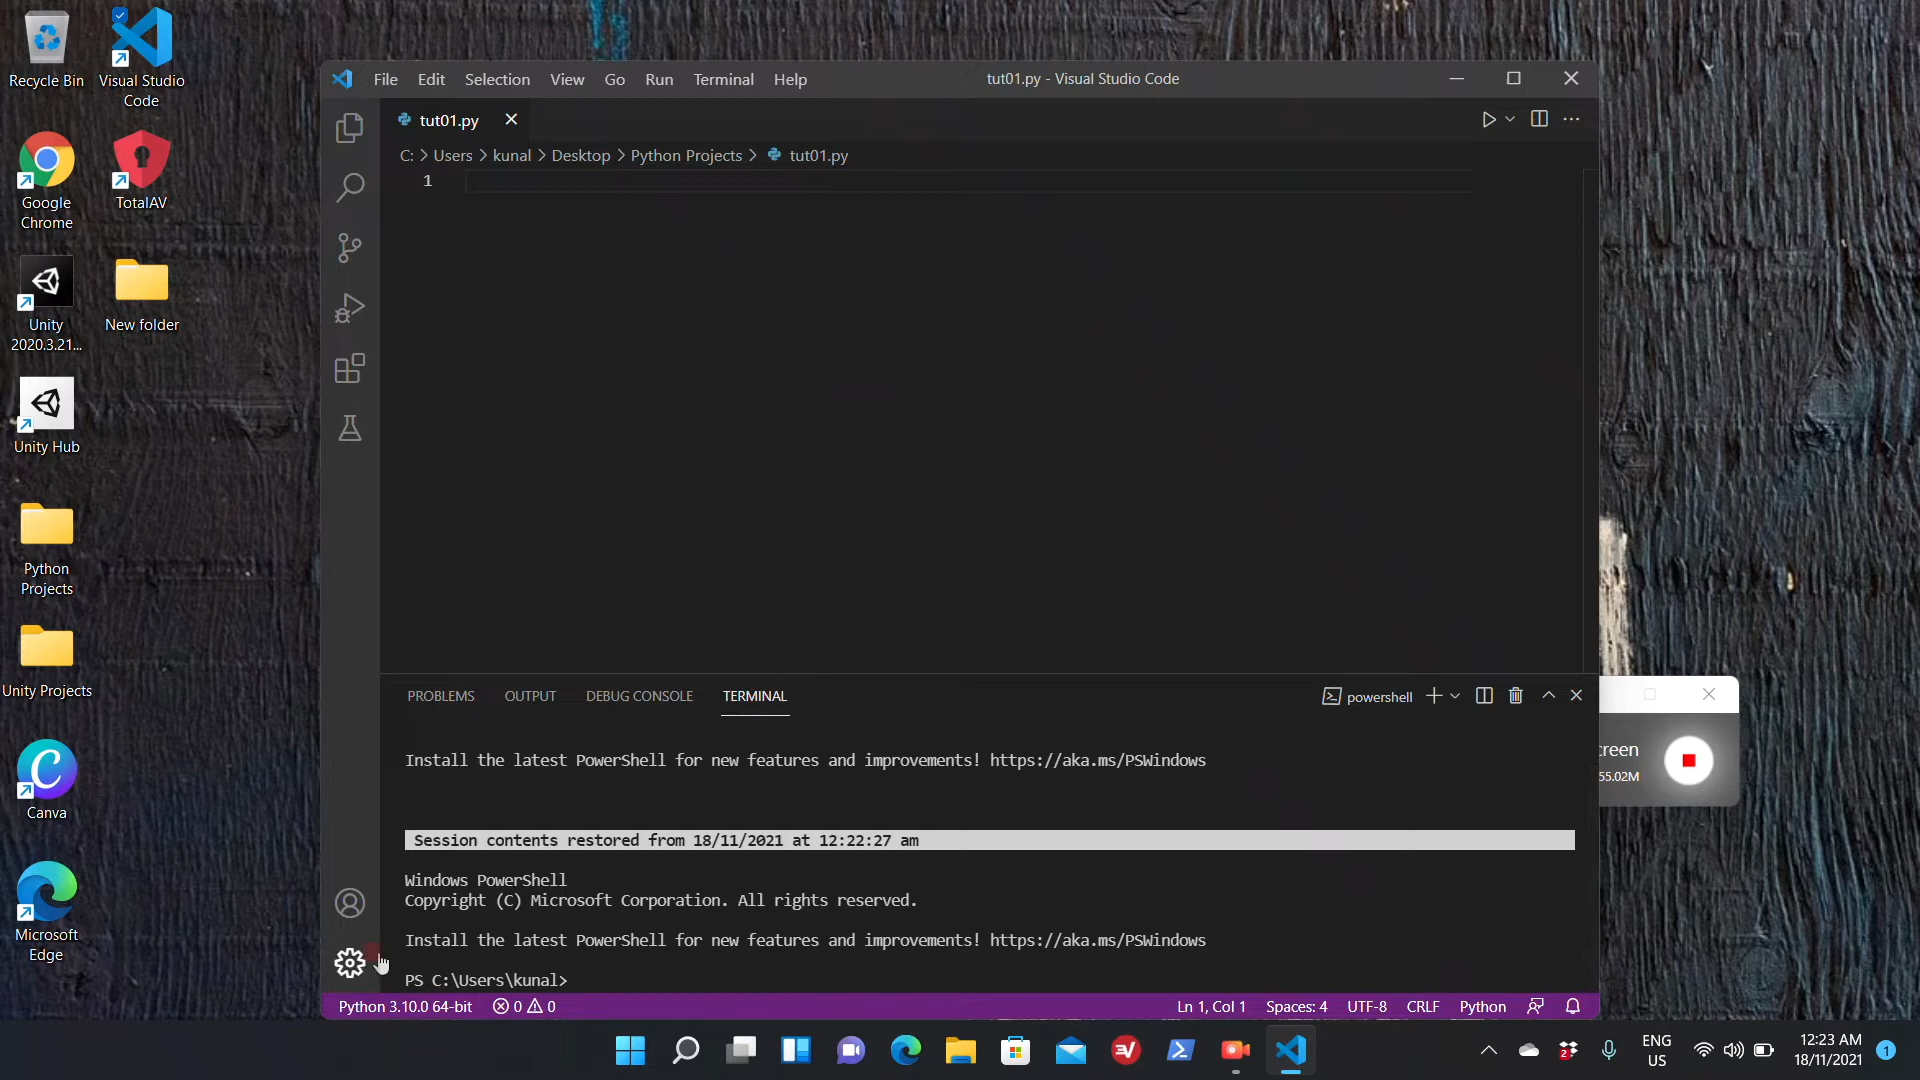 Recycle Bin
Visual Studio
Code
Google
Chrome
TotalAV
Unity
2020.3.21...
New folder
Unity Hub
Python
Projects
Unity Projects
Canva
Microsoft
Edge
File Edit Selection View Go Run Terminal Help
tut01.py - Visual Studio Code
tut01.py
C: > Users > kunal > Desktop > Python Projects > tut01.py
1
PROBLEMS OUTPUT DEBUG CONSOLE TERMINAL
powershell
Install the latest PowerShell for new features and improvements! https://aka.ms/PSWindows
Session contents restored from 18/11/2021 at 12:22:27 am
Windows PowerShell
Copyright (C) Microsoft Corporation. All rights reserved.
Install the latest PowerShell for new features and improvements! https://aka.ms/PSWindows
PS C:\Users\kunal>
Python 3.10.0 64-bit
0
0
Ln 1, Col 1
Spaces: 4
UTF-8
CRLF
Python
creen
55.02M
2
ENG
US
12:23 AM
18/11/2021
1